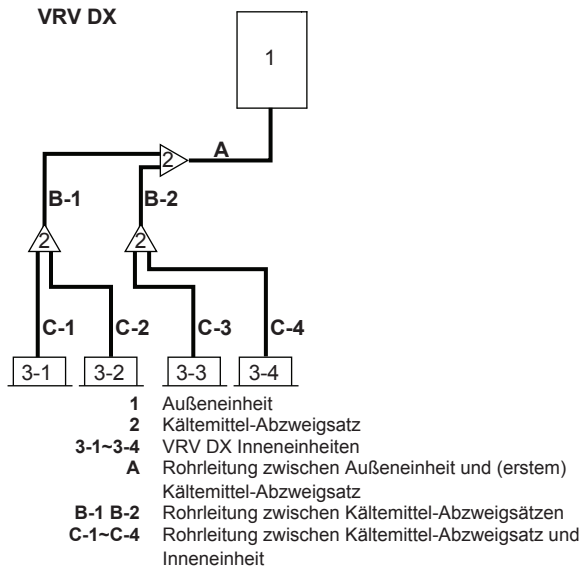 VRV DX
1
2
A
B-1
B-2
2
2
C-1
C-2
C-3
C-4
3-1
3-2
3-3
3-4
1 Außeneinheit
2 Kältemittel-Abzweigsatz
3-1~3-4 VRV DX Inneneinheiten
A Rohrleitung zwischen Außeneinheit und (erstem)
Kältemittel-Abzweigsatz
B-1 B-2 Rohrleitung zwischen Kältemittel-Abzweigsätzen
C-1~C-4 Rohrleitung zwischen Kältemittel-Abzweigsatz und
Inneneinheit